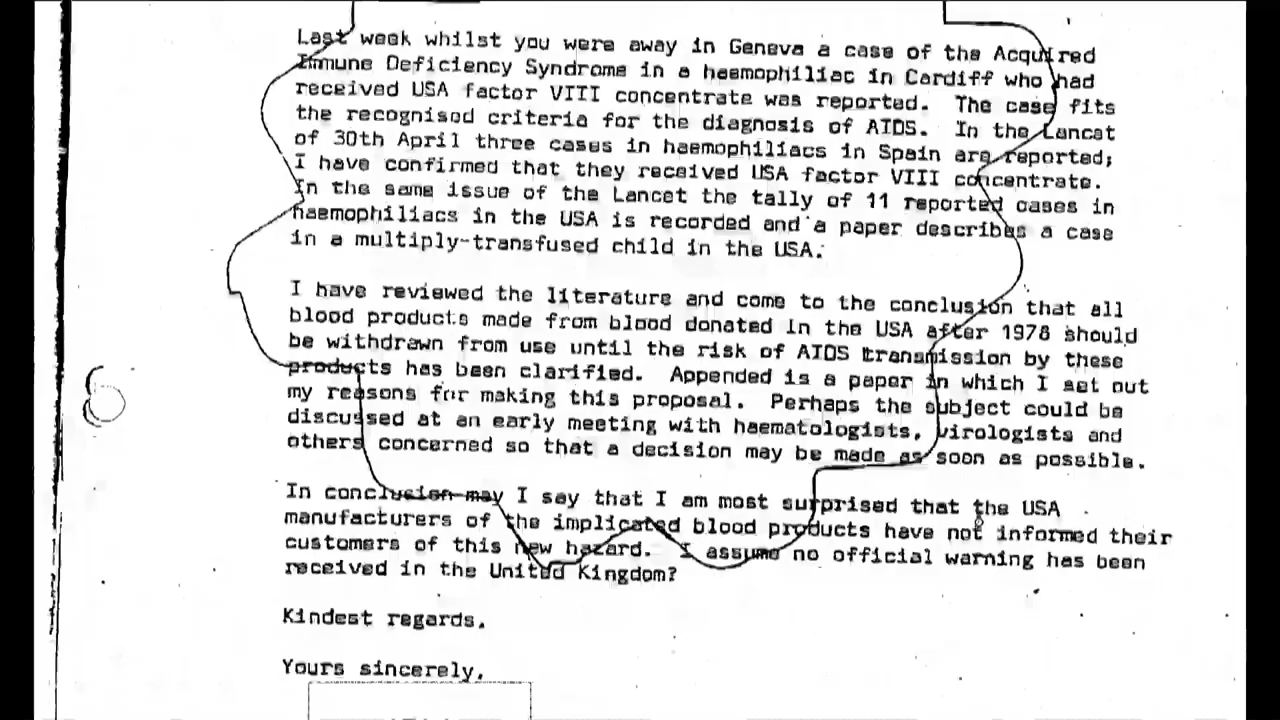 Last week whilst you were away in Geneva a case of the Acquired
Immune Deficiency Syndrome in a haemophiliac in Cardiff who had
received USA factor VIII concentrate was reported. The case fits
the recognised criteria for the diagnosis of AIDS. In the Lancet
of 30th April three cases in haemophiliacs in Spain are reported;
I have confirmed that they received USA factor VIII concentrate.
In the same issue of the Lancet the tally of 11 reported cases in
haemophiliacs in the USA is recorded and a paper describes a case
in a multiply-transfused child in the USA.
I have reviewed the literature and come to the conclusion that all
blood products made from blood donated in the USA after 1978 should
be withdrawn from use until the risk of AIDS transmission by these
products has been clarified. Appended is a paper in which I set out
my reasons for making this proposal. Perhaps the subject could be
discussed at an early meeting with haematologists, virologists and
others concerned so that a decision may be made as soon as possible.
In conclusion may I say that I am most surprised that the USA
manufacturers of the implicated blood products have not informed their
customers of this new hazard. I assume no official warning has been
received in the United Kingdom?
Kindest regards.
Yours sincerely,